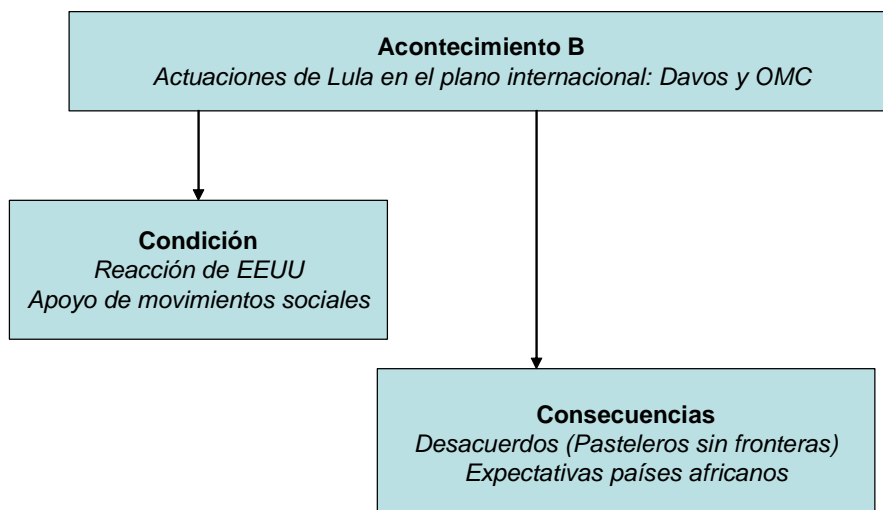 Acontecimiento B
Actuaciones de Lula en el plano internacional: Davos y OMC
Condición
Reacción de EEUU
Apoyo de movimientos sociales
Consecuencias
Desacuerdos (Pasteleros sin fronteras)
Expectativas países africanos